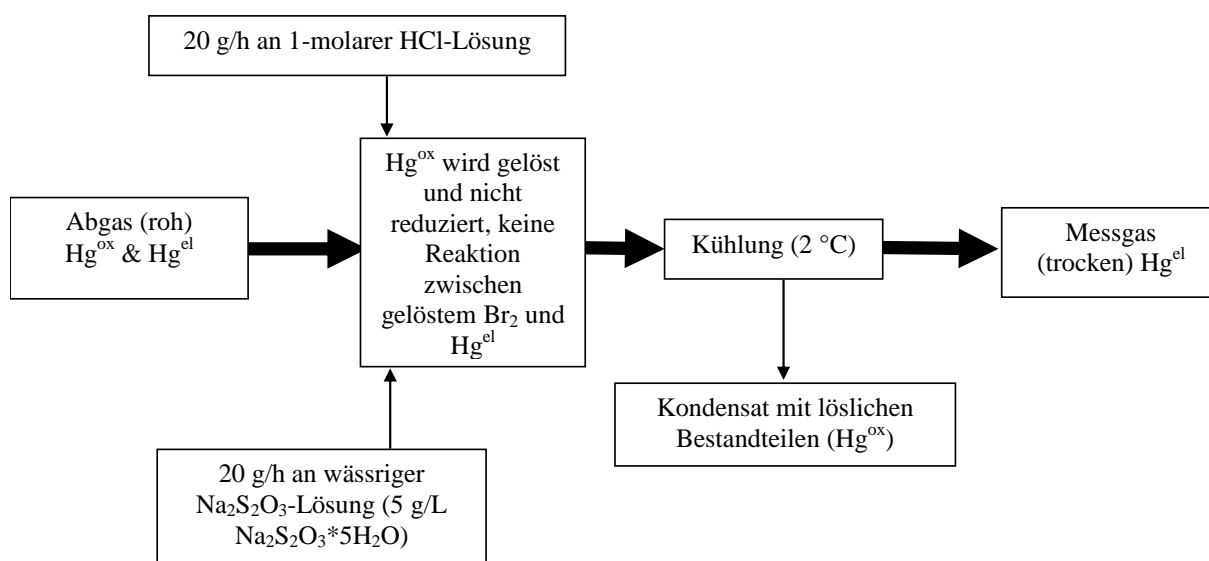 20 g/h an 1-molarer HCl-Lösung
Abgas (roh)
Hg^ox & Hg^el
Hg^ox wird gelöst
und nicht
reduziert, keine
Reaktion
zwischen
gelöstem Br₂ und
Hg^el
Kühlung (2 °C)
Messgas
(trocken) Hg^el
Kondensat mit löslichen
Bestandteilen (Hg^ox)
20 g/h an wässriger
Na₂S₂O₃-Lösung (5 g/L
Na₂S₂O₃*5H₂O)